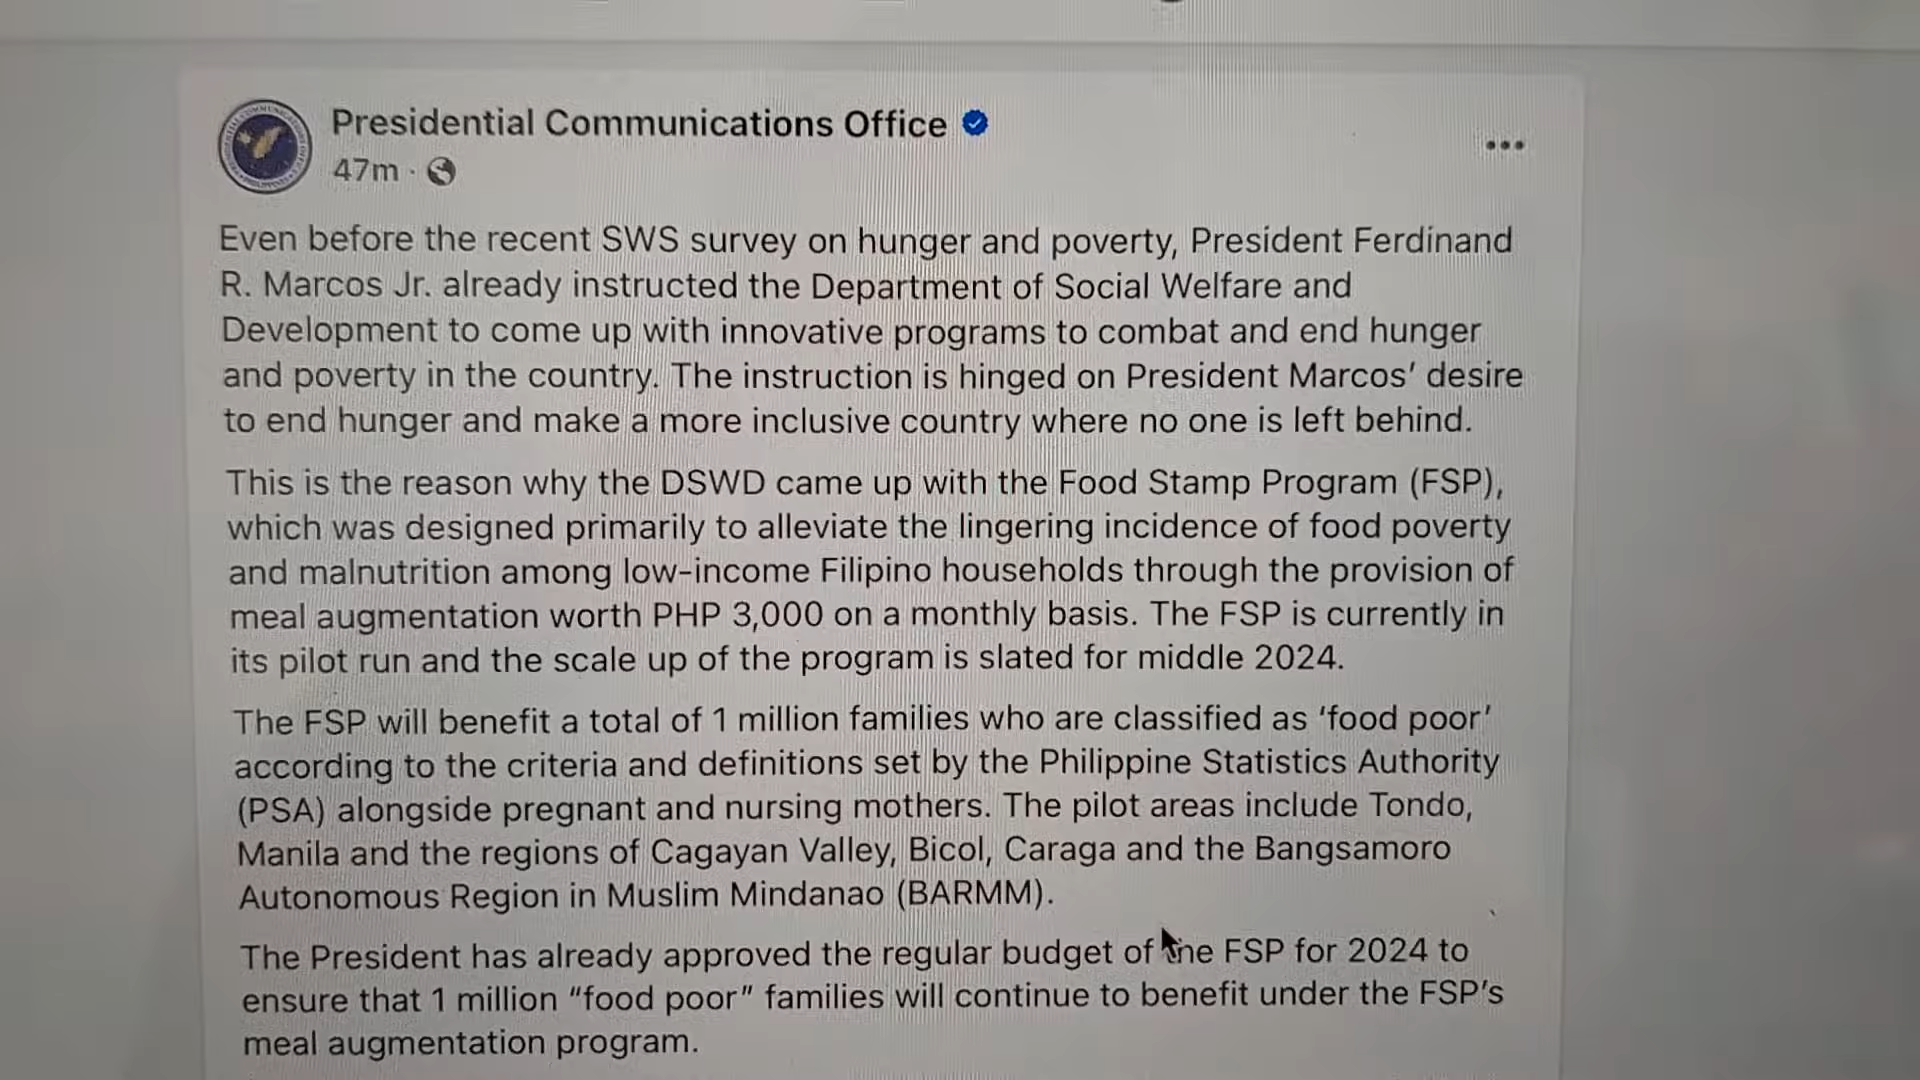 Presidential Communications Office
47m ·
Even before the recent SWS survey on hunger and poverty, President Ferdinand
R. Marcos Jr. already instructed the Department of Social Welfare and
Development to come up with innovative programs to combat and end hunger
and poverty in the country. The instruction is hinged on President Marcos’ desire
to end hunger and make a more inclusive country where no one is left behind.
This is the reason why the DSWD came up with the Food Stamp Program (FSP),
which was designed primarily to alleviate the lingering incidence of food poverty
and malnutrition among low-income Filipino households through the provision of
meal augmentation worth PHP 3,000 on a monthly basis. The FSP is currently in
its pilot run and the scale up of the program is slated for middle 2024.
The FSP will benefit a total of 1 million families who are classified as ‘food poor’
according to the criteria and definitions set by the Philippine Statistics Authority
(PSA) alongside pregnant and nursing mothers. The pilot areas include Tondo,
Manila and the regions of Cagayan Valley, Bicol, Caraga and the Bangsamoro
Autonomous Region in Muslim Mindanao (BARMM).
The President has already approved the regular budget of the FSP for 2024 to
ensure that 1 million “food poor” families will continue to benefit under the FSP’s
meal augmentation program.